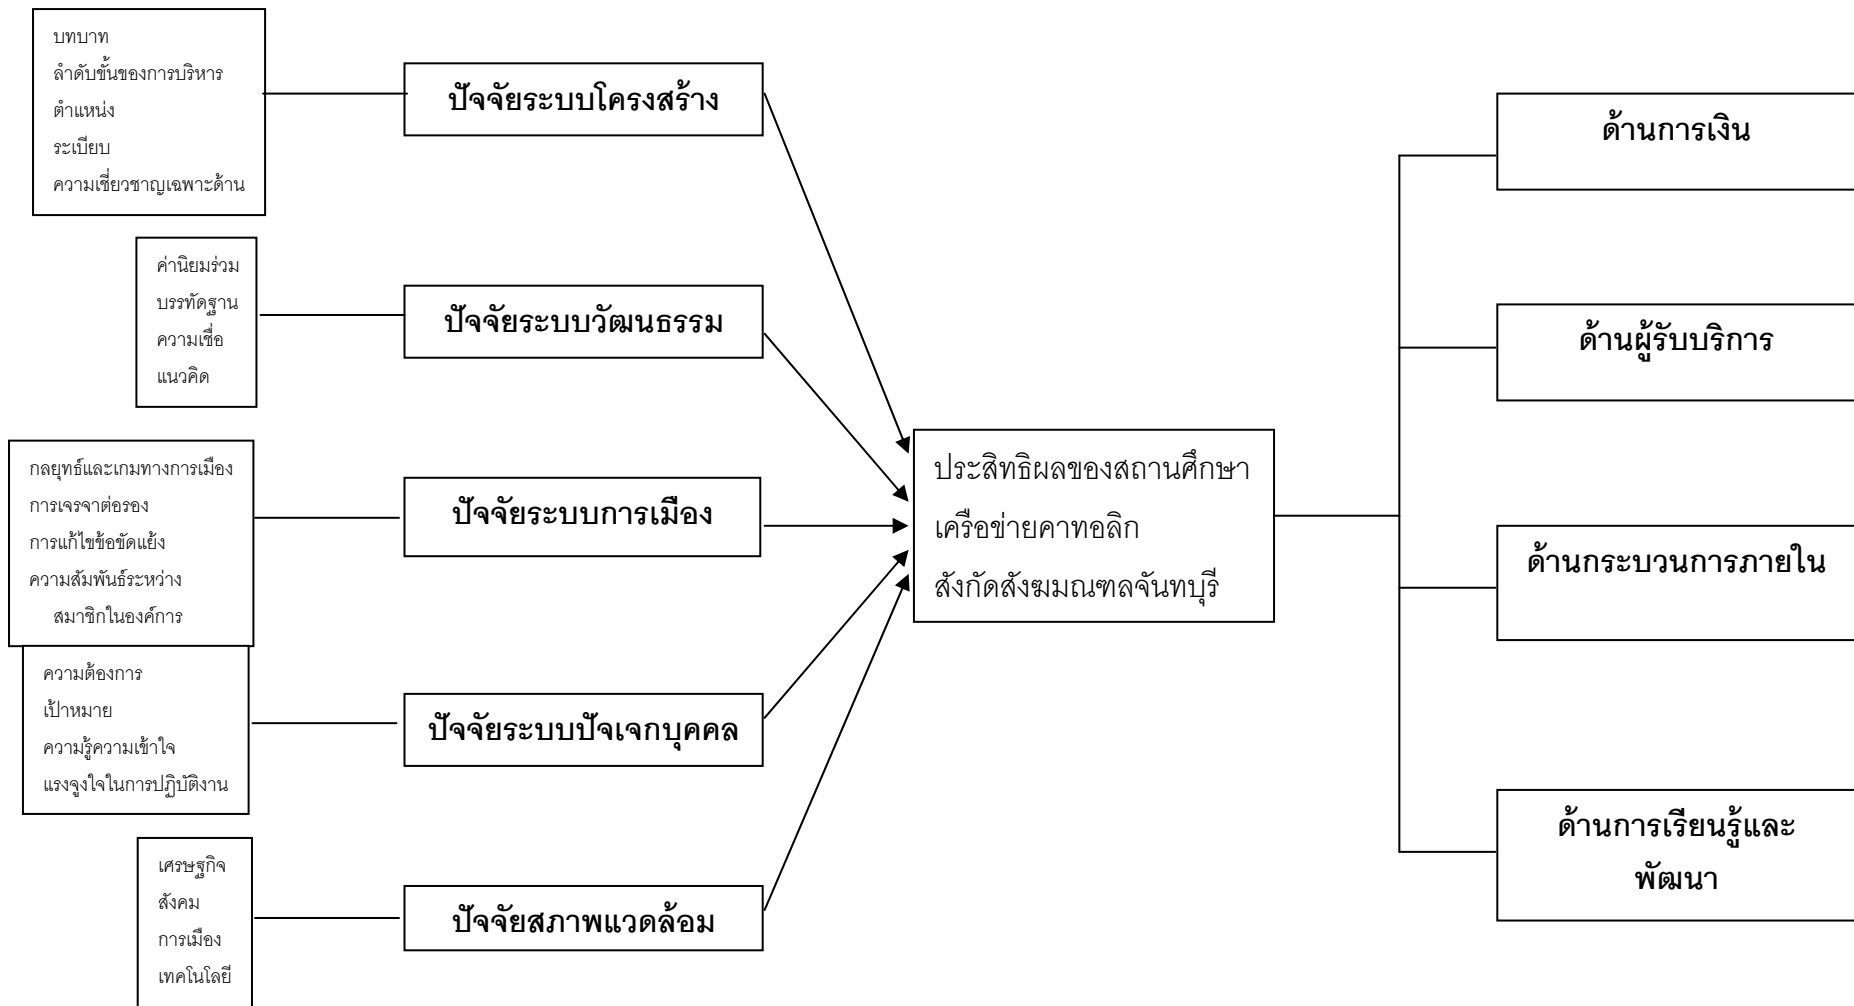 บทบาท
ลำดับขั้นของการบริหาร
ตำแหน่ง
ระเบียบ
ความเชี่ยวชาญเฉพาะด้าน
ปัจจัยระบบโครงสร้าง
ค่านิยมร่วม
บรรทัดฐาน
ความเชื่อ
แนวคิด
ปัจจัยระบบวัฒนธรรม
กลยุทธ์และเกมทางการเมือง
การเจรจาต่อรอง
การแก้ไขข้อขัดแย้ง
ความสัมพันธ์ระหว่าง
สมาชิกในองค์การ
ปัจจัยระบบการเมือง
ความต้องการ
เป้าหมาย
ความรู้ความเข้าใจ
แรงจูงใจในการปฏิบัติงาน
ปัจจัยระบบปัจเจกบุคคล
เศรษฐกิจ
สังคม
การเมือง
เทคโนโลยี
ปัจจัยสภาพแวดล้อม
ประสิทธิผลของสถานศึกษา
เครือข่ายคาทอลิก
สังกัดสังฆมณฑลจันทบุรี
ด้านการเงิน
ด้านผู้รับบริการ
ด้านกระบวนการภายใน
ด้านการเรียนรู้และ
พัฒนา